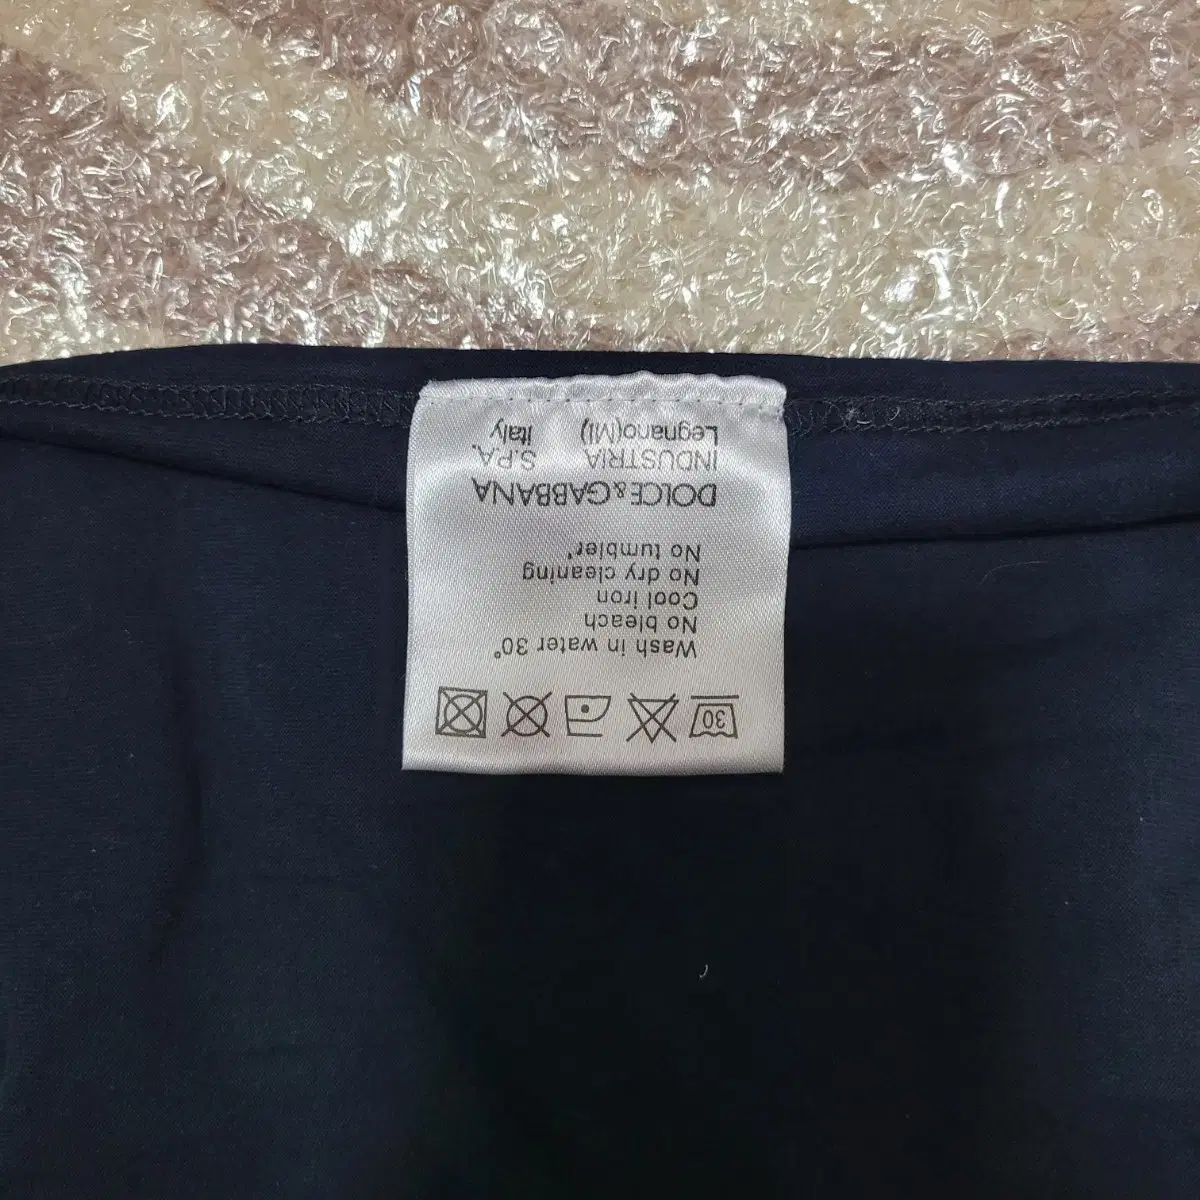 30
Wash in water 30°
No bleach
Cool iron
No dry cleaning
No tumbler'
DOLCE&GABBANA
INDUSTRIA S.P.A.
Legnano(MI) Italy